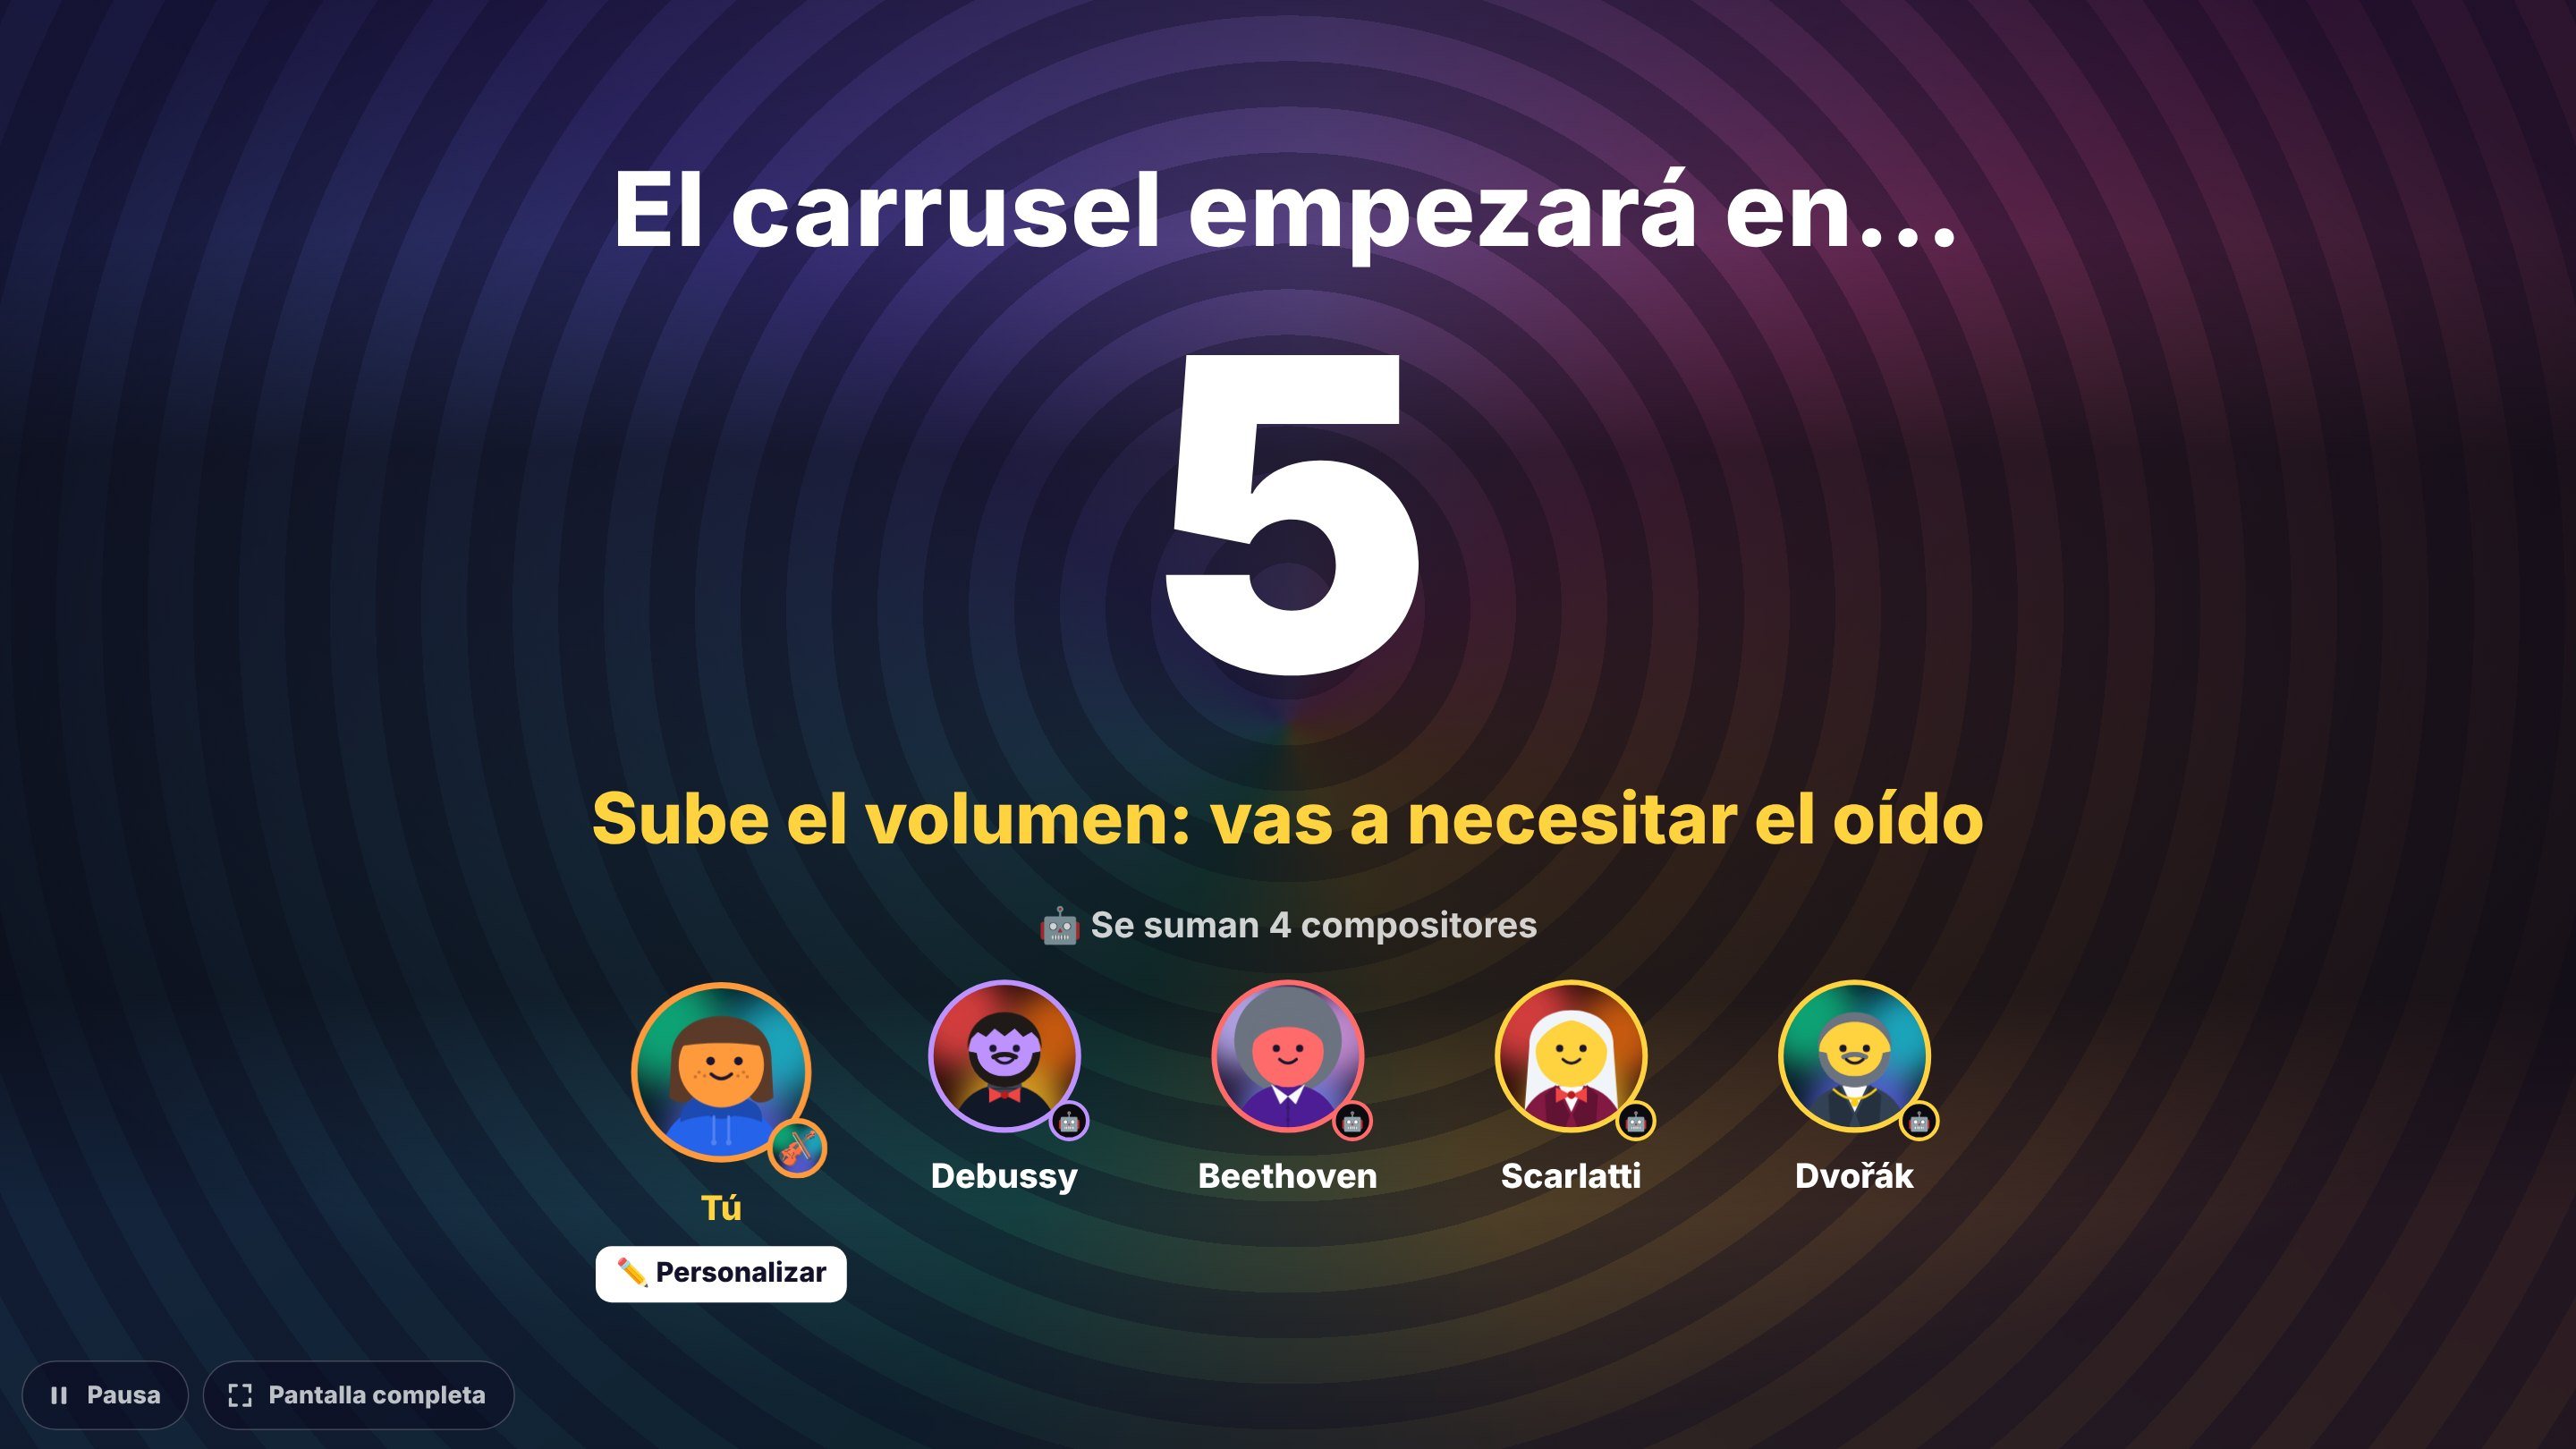 El carrusel empezará en...
5
Sube el volumen: vas a necesitar el oído
🤖 Se suman 4 compositores
Tú
Debussy
Beethoven
Scarlatti
Dvořák
✏️ Personalizar
Pausa
Pantalla completa